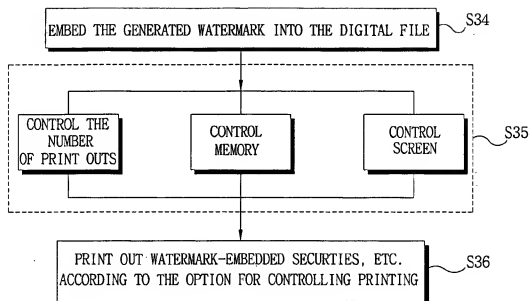 EMBED THE GENERATED WATERMARK INTO THE DIGITAL FILE
S34
CONTROL THE
NUMBER
OF PRINT OUTS
CONTROL
MEMORY
CONTROL
SCREEN
S35
PRINT OUT WATERMARK-EMBEDDED SECURTIES, ETC.
ACCORDING TO THE OPTION FOR CONTROLLING PRINTING
S36